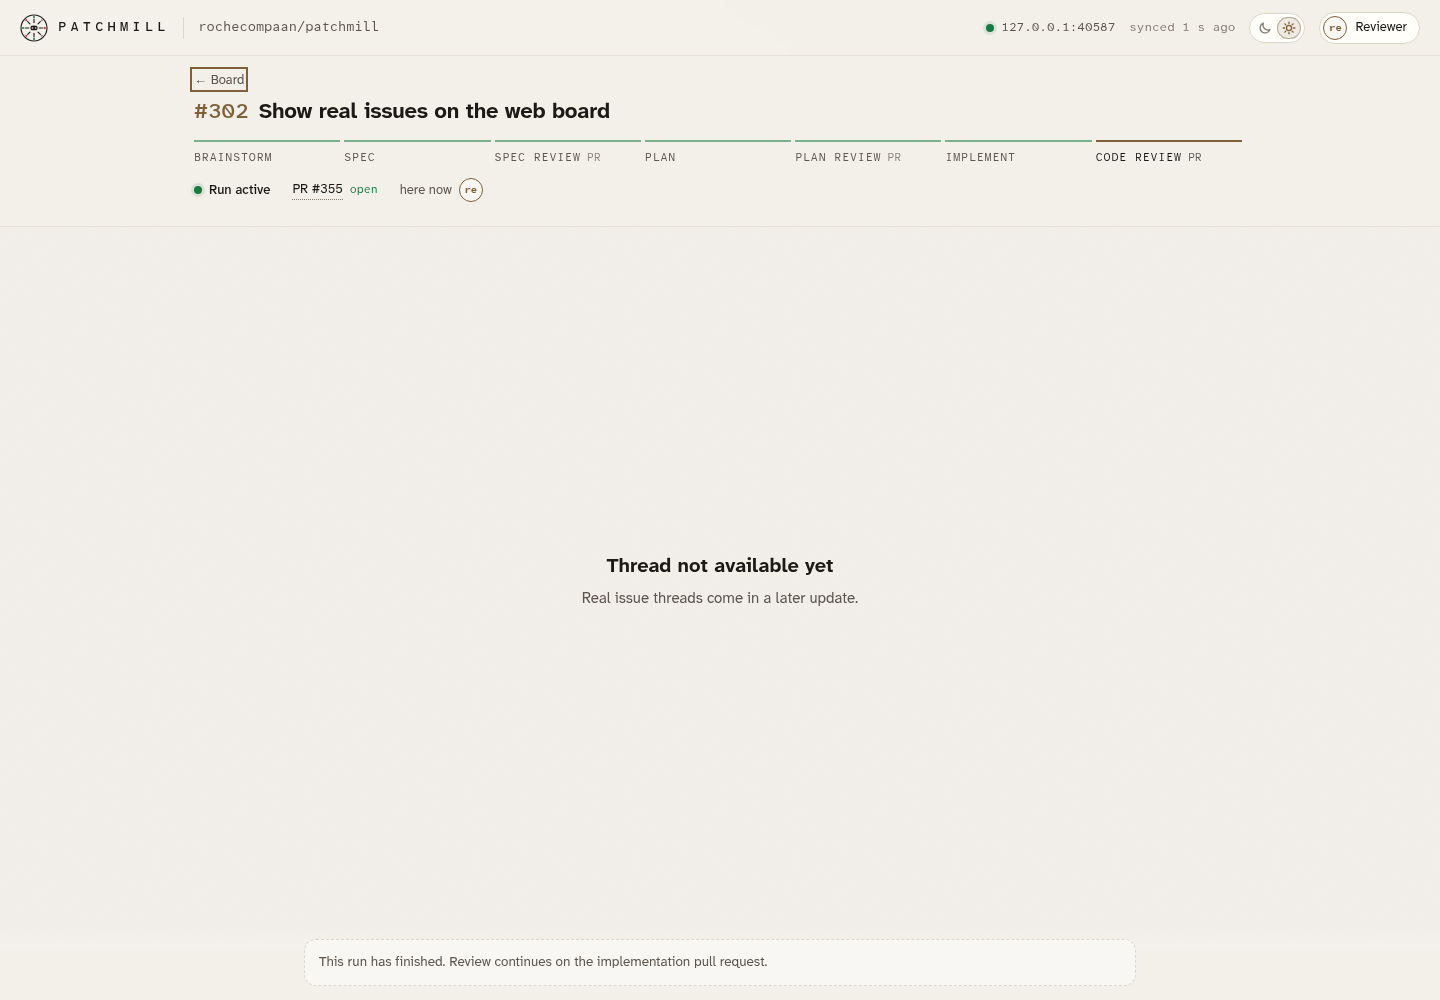 PATCHMILL rochecompaan/patchmill 127.0.0.1:40587 synced 1 s ago re Reviewer
← Board
#302 Show real issues on the web board
BRAINSTORM SPEC SPEC REVIEW PR PLAN PLAN REVIEW PR IMPLEMENT CODE REVIEW PR
Run active PR #355 open here now re
Thread not available yet
Real issue threads come in a later update.
This run has finished. Review continues on the implementation pull request.